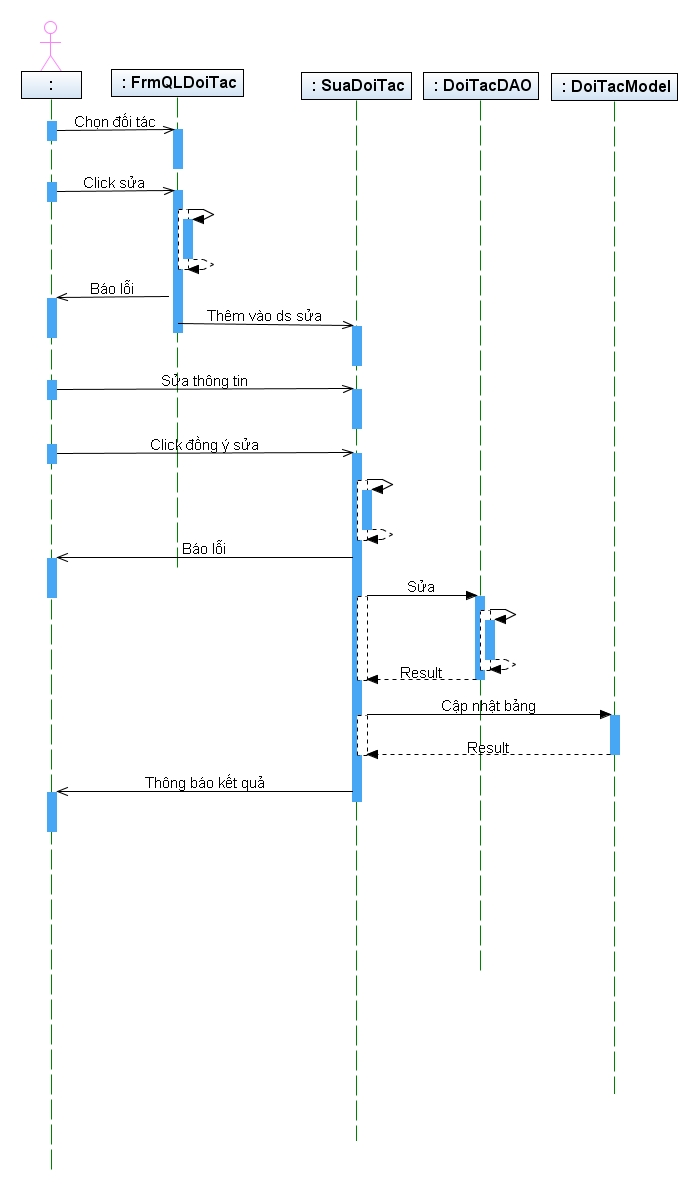 :
: FrmQLDoiTac
: SuaDoiTac
: DoiTacDAO
: DoiTacModel
Chọn đối tác
Click sửa
Báo lỗi
Thêm vào ds sửa
Sửa thông tin
Click đồng ý sửa
Báo lỗi
Sửa
Result
Cập nhật bảng
Result
Thông báo kết quả